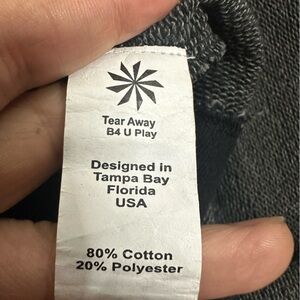 Tear Away
B4 U Play
Designed in
Tampa Bay
Florida
USA
80% Cotton
20% Polyester